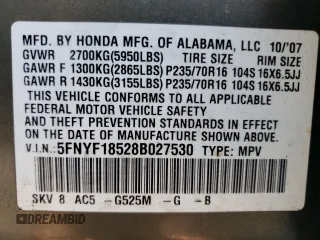 MFD. BY HONDA MFG. OF ALABAMA, LLC 10/'07
GVWR 2700KG(5950LBS) TIRE SIZE RIM SIZE
GAWR F 1300KG(2865LBS) P235/70R16 104S 16X6.5JJ
GAWR R 1430KG(3155LBS) P235/70R16 104S 16X6.5JJ
THIS VEHICLE CONFORMS TO ALL APPLICABLE
FEDERAL MOTOR VEHICLE SAFETY
STANDARDS IN EFFECT ON THE DATE
OF MANUFACTURE SHOWN ABOVE.
V.I.N.: 5FNYF18528B027530 TYPE: MPV
SKV 8 AC5 -G525M -G -B
DREAMBID